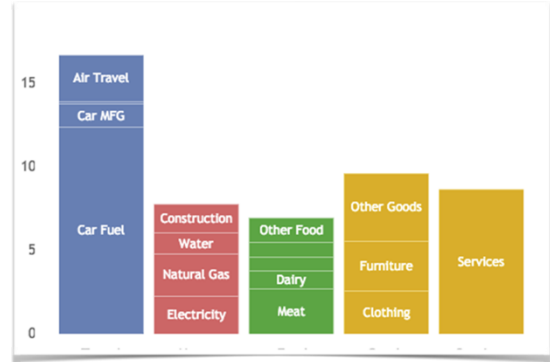 15
10
5
0
Air Travel
Car MFG
Car Fuel
Construction
Water
Natural Gas
Electricity
Other Food
Dairy
Meat
Other Goods
Furniture
Clothing
Services